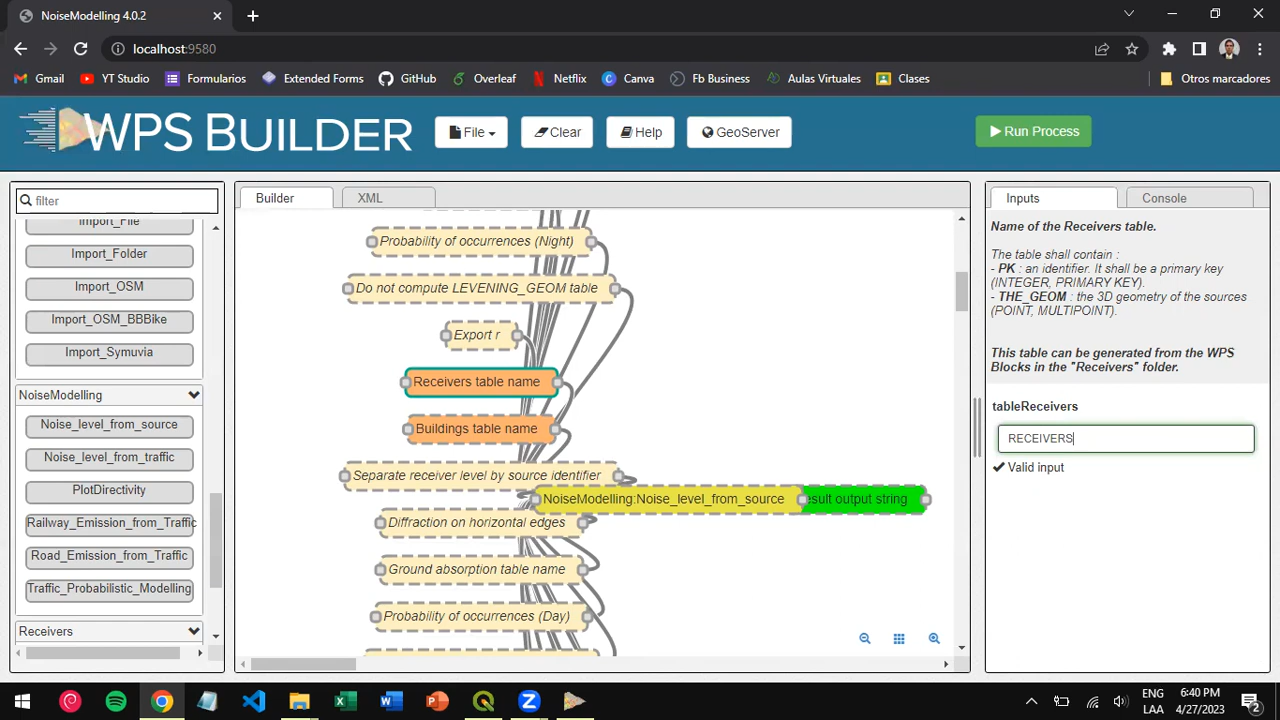 NoiseModelling 4.0.2
localhost:9580
Gmail
YT Studio
Formularios
Extended Forms
GitHub
Overleaf
Netflix
Canva
Fb Business
Aulas Virtuales
Clases
Otros marcadores
WPS BUILDER
File
Clear
Help
GeoServer
Run Process
filter
Import_File
Import_Folder
Import_OSM
Import_OSM_BBBike
Import_Symuvia
NoiseModelling
Noise_level_from_source
Noise_level_from_traffic
PlotDirectivity
Railway_Emission_from_Traffic
Road_Emission_from_Traffic
Traffic_Probabilistic_Modelling
Receivers
Builder
XML
Probability of occurrences (Night)
Do not compute LEVENING_GEOM table
Export r
Receivers table name
Buildings table name
Separate receiver level by source identifier
NoiseModelling:Noise_level_from_source
esult output string
Diffraction on horizontal edges
Ground absorption table name
Probability of occurrences (Day)
Inputs
Console
Name of the Receivers table.
The table shall contain :
- PK : an identifier. It shall be a primary key
(INTEGER, PRIMARY KEY).
- THE_GEOM : the 3D geometry of the sources
(POINT, MULTIPOINT).
This table can be generated from the WPS
Blocks in the "Receivers" folder.
tableReceivers
RECEIVERS
Valid input
ENG
LAA
6:40 PM
4/27/2023
2